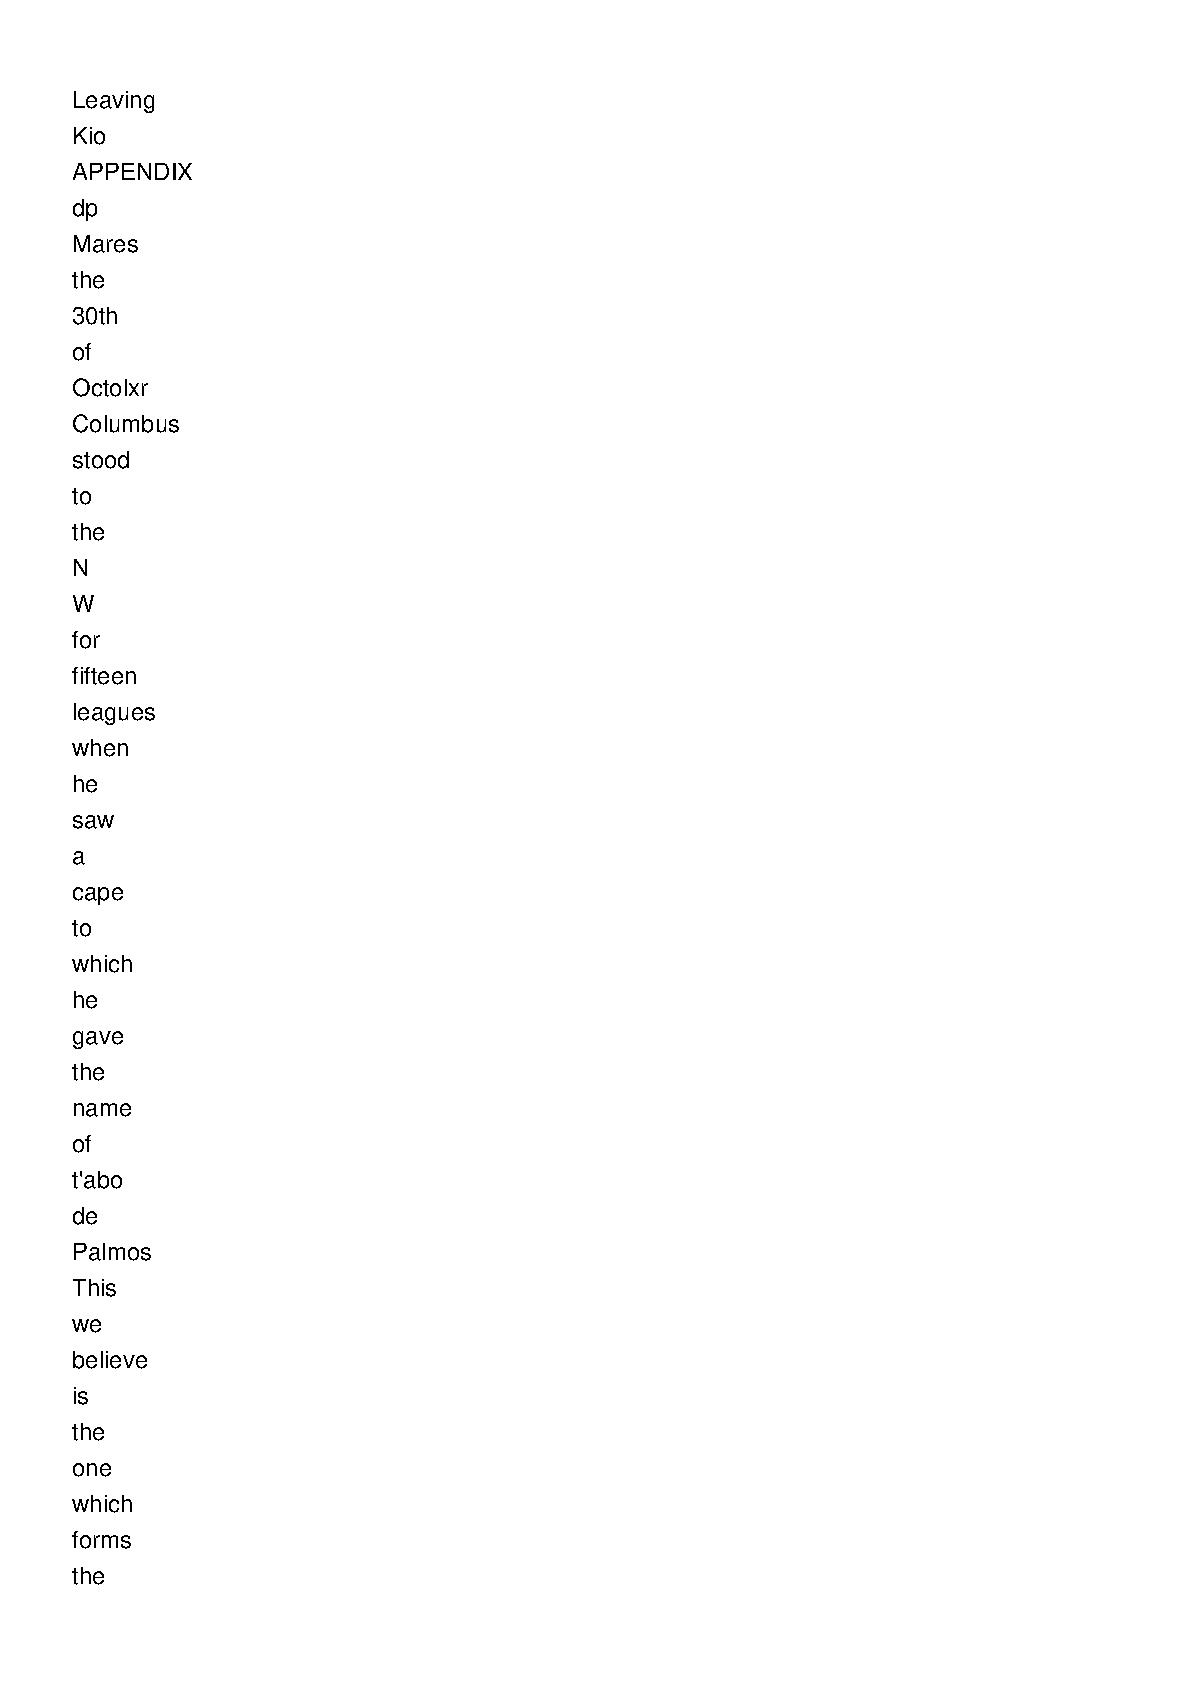 Leaving
Kio
APPENDIX
dp
Mares
the
30th
of
Octolxr
Columbus
stood
to
the
N
W
for
fifteen
leagues
when
he
saw
a
cape
to
which
he
gave
the
name
of
t'abo
de
Palmos
This
we
believe
is
the
one
which
forms
the